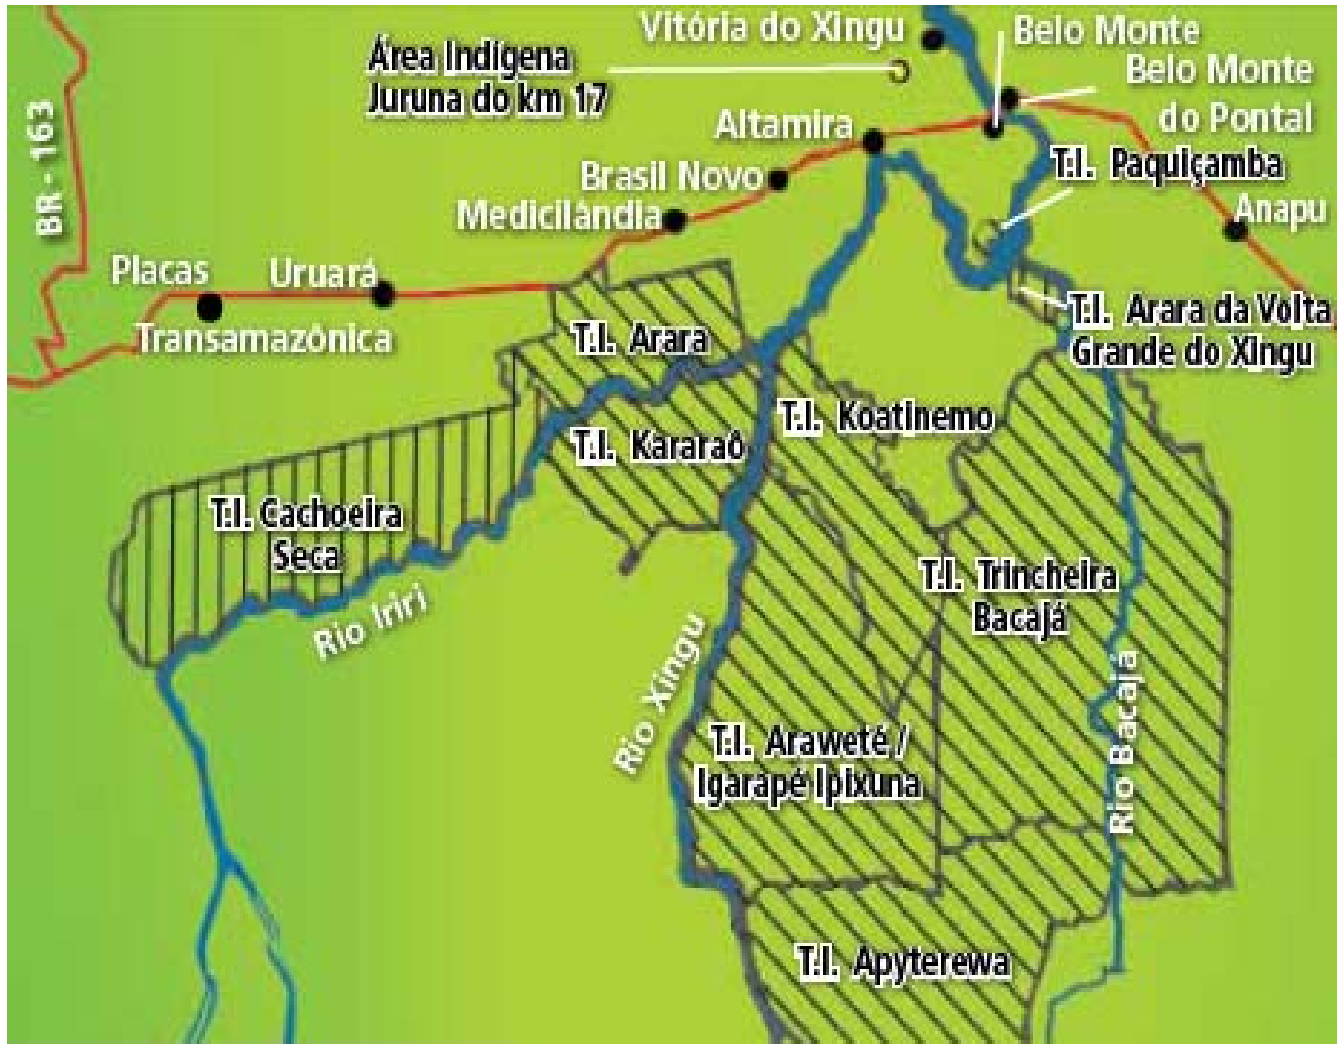 Vitória do Xingu
Belo Monte
Área Indígena
Juruna do km 17
Belo Monte
do Pontal
BR - 163
Altamira
T.I. Paquiçamba
Brasil Novo
Medicilândia
Anapu
Placas
Uruará
Transamazônica
T.I. Arara da Volta
Grande do Xingu
T.I. Arara
T.I. Koatinemo
T.I. Kararaô
T.I. Cachoeira
Seca
T.I. Trincheira
Bacajá
Rio Iriri
Rio Xingu
Rio Bacajá
T.I. Araweté /
Igarapé Ipixuna
T.I. Apyterewa